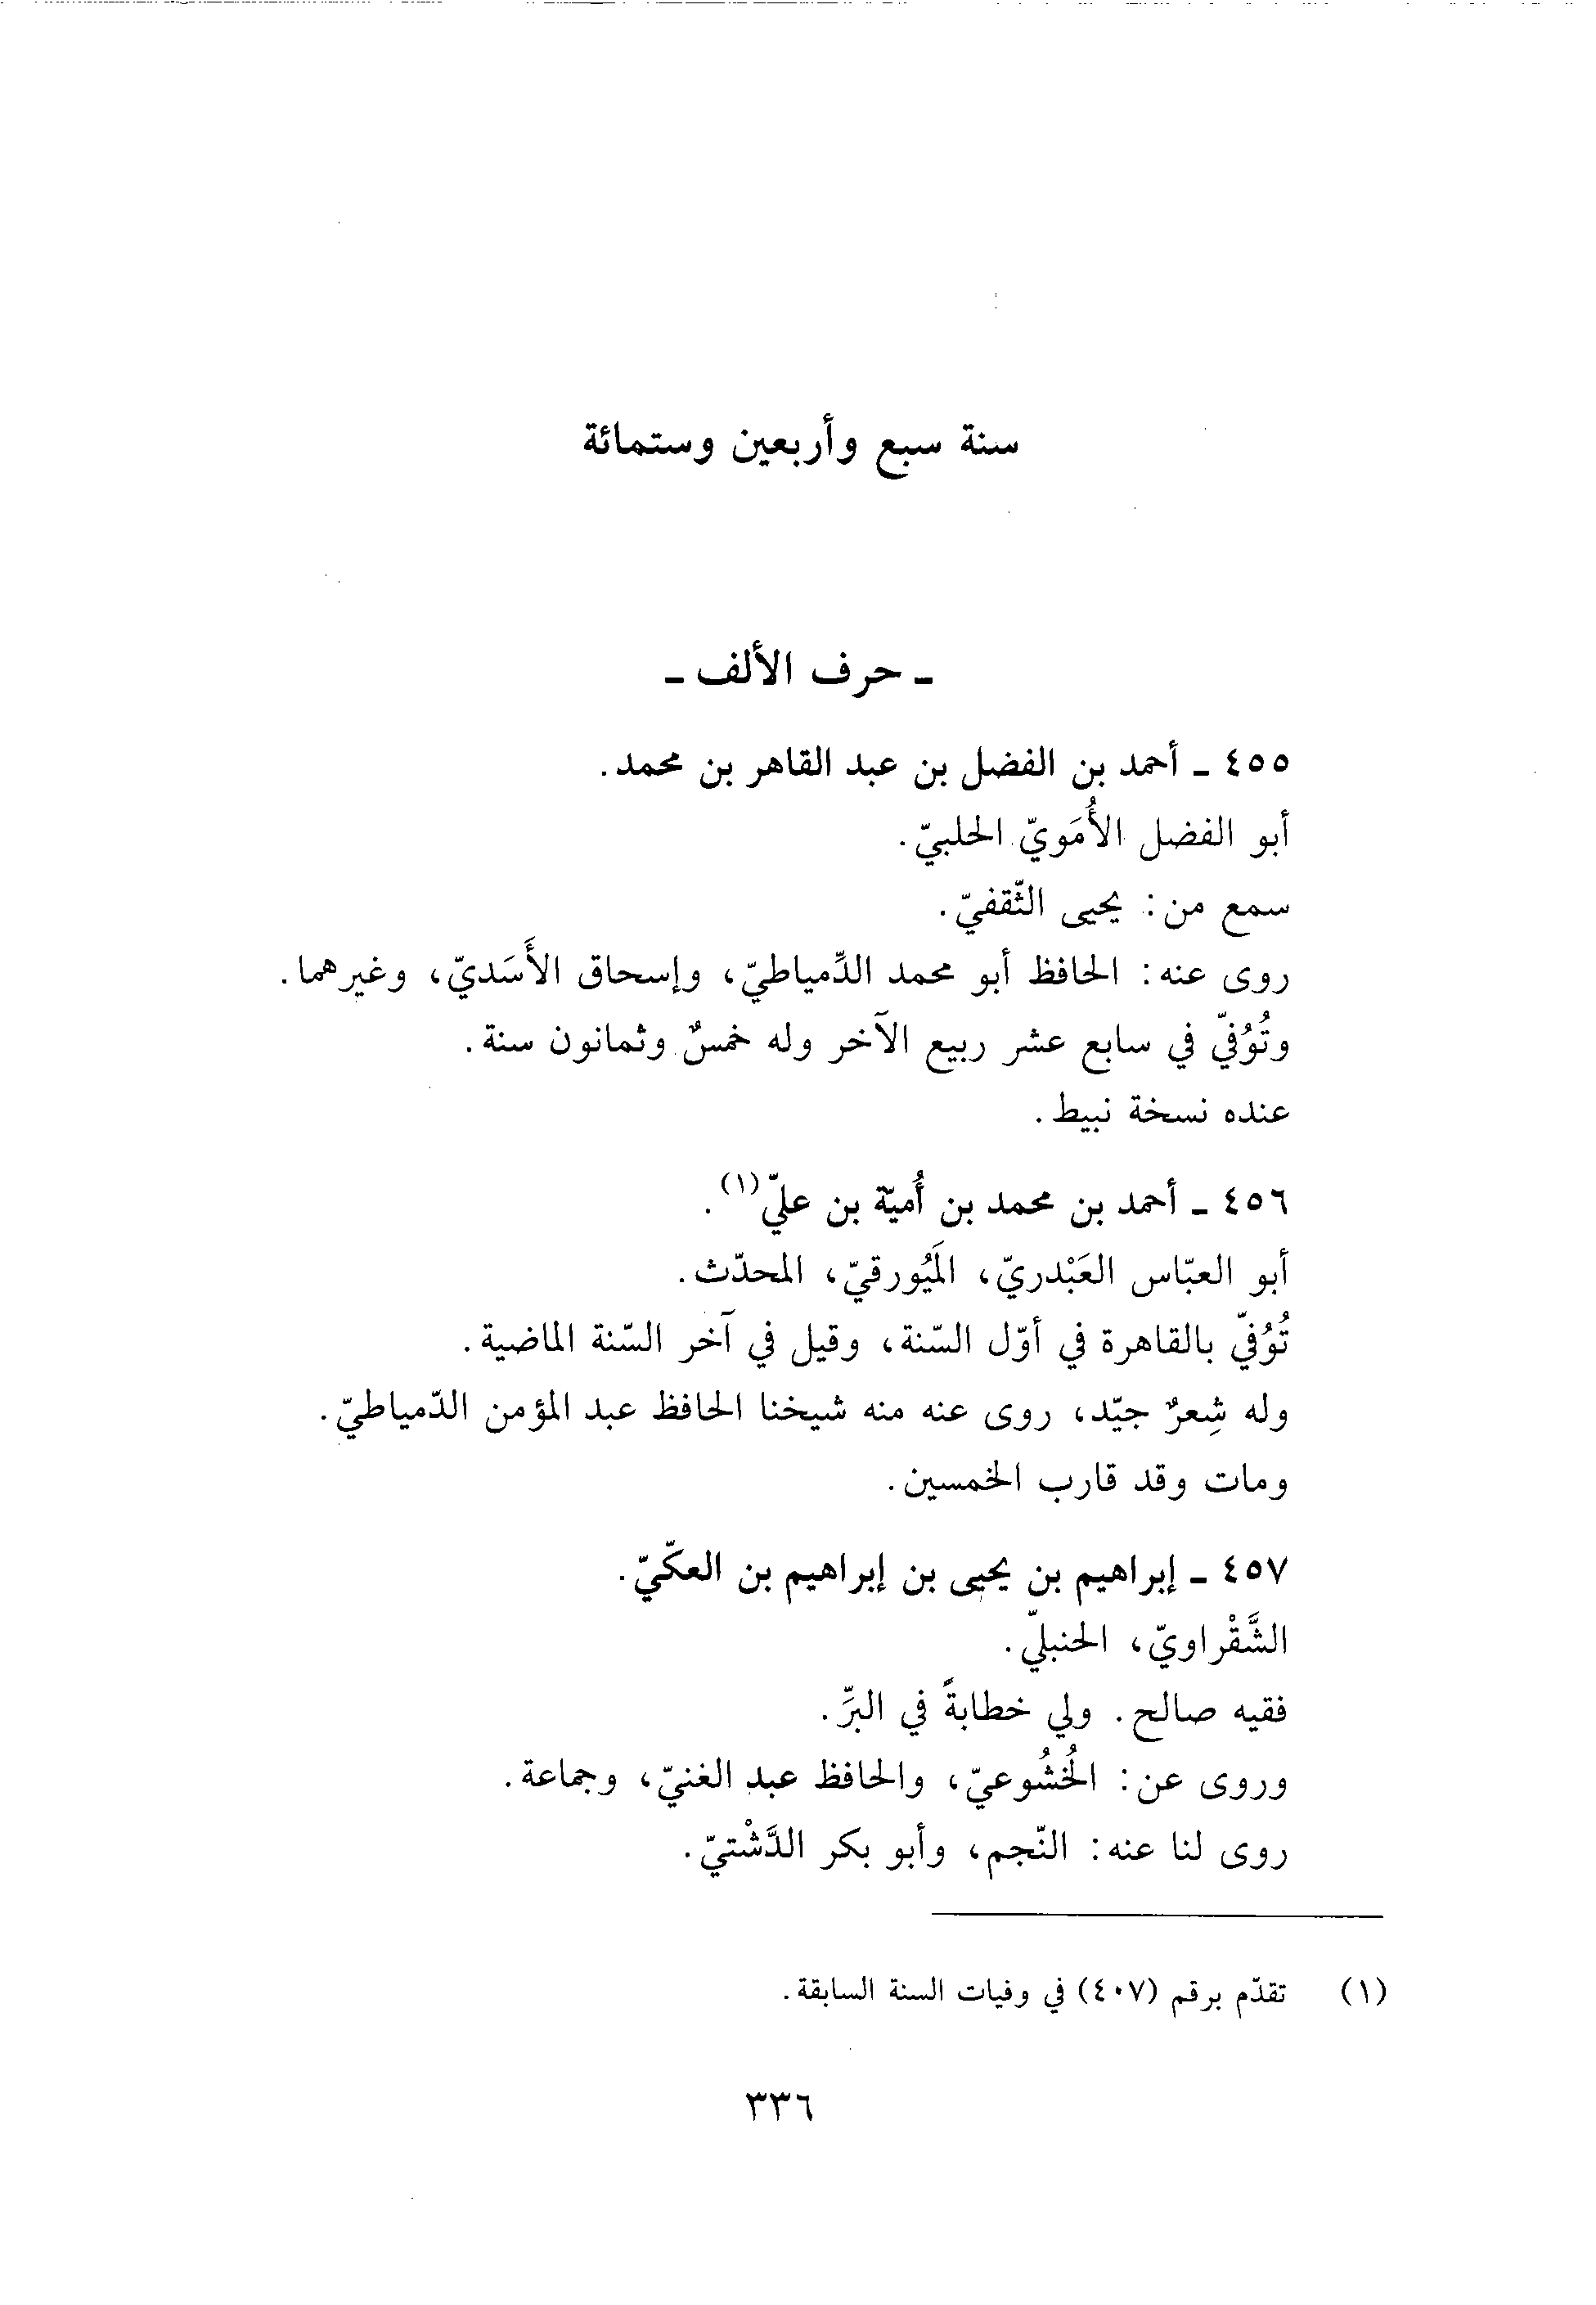 سنة سبع وأربعين وستمائة
ـ حرف الألف ـ
٤٥٥ ـ أحمد بن الفضل بن عبد القاهر بن محمد.
أبو الفضل الأُمَويّ الحلبيّ.
سمع من: يحيى الثّقفيّ.
روى عنه: الحافظ أبو محمد الدِّمياطيّ، وإسحاق الأَسَديّ، وغيرهما.
وتُوُفيّ في سابع عشر ربيع الآخر وله خمسٌ وثمانون سنة.
عنده نسخة نبيط.
٤٥٦ ـ أحمد بن محمد بن أُميّة بن عليّ(١).
أبو العبّاس العَبْدريّ، المَيُورقيّ، المحدّث.
تُوُفيّ بالقاهرة في أوّل السّنة، وقيل في آخر السّنة الماضية.
وله شِعرٌ جيّد، روى عنه منه شيخنا الحافظ عبد المؤمن الدّمياطيّ.
ومات وقد قارب الخمسين.
٤٥٧ ـ إبراهيم بن يحيى بن إبراهيم بن العكّيّ.
الشَّقْراويّ، الحنبليّ.
فقيه صالح. ولي خطابةً في البرِّ.
وروى عن: الخُشُوعيّ، والحافظ عبد الغنيّ، وجماعة.
روى لنا عنه: النّجم، وأبو بكر الدَّشْتيّ.
(١) تقدّم برقم (٤٠٧) في وفيات السنة السابقة.
٣٣٦